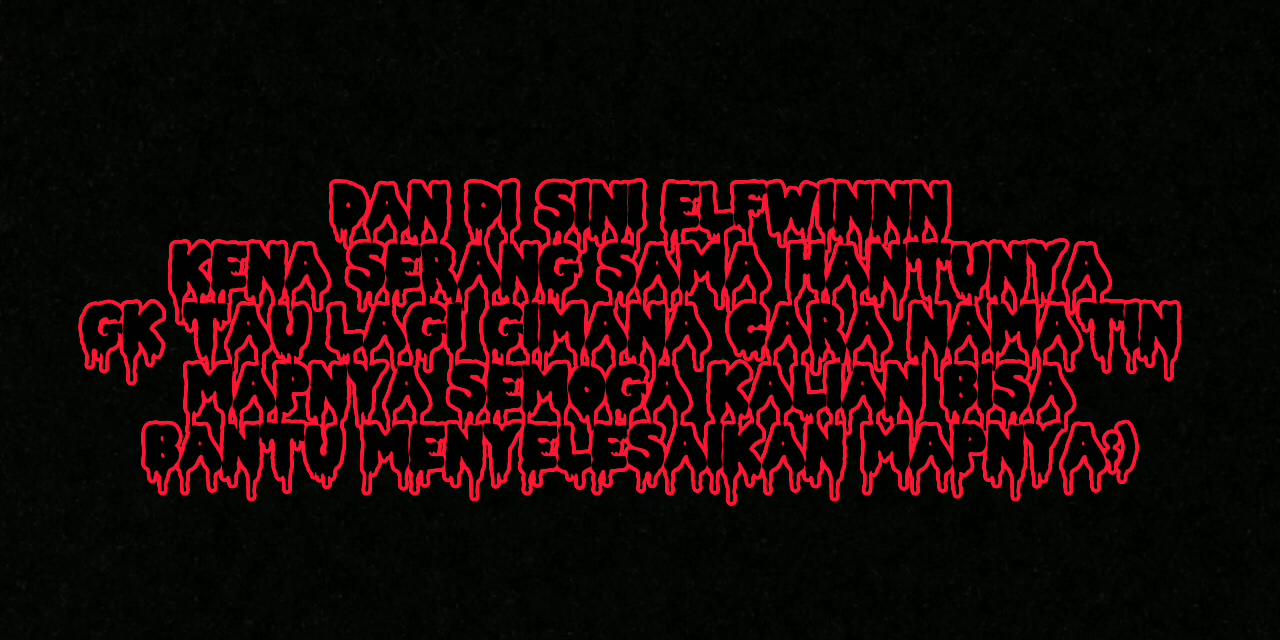 DAN DI SINI ELFWINNN
KENA SERANG SAMA HANTUNYA
GK TAU LAGI GIMANA CARA NAMATIN
MAPNYA SEMOGA KALIAN BISA
BANTU MENYELESAIKAN MAPNYA:)